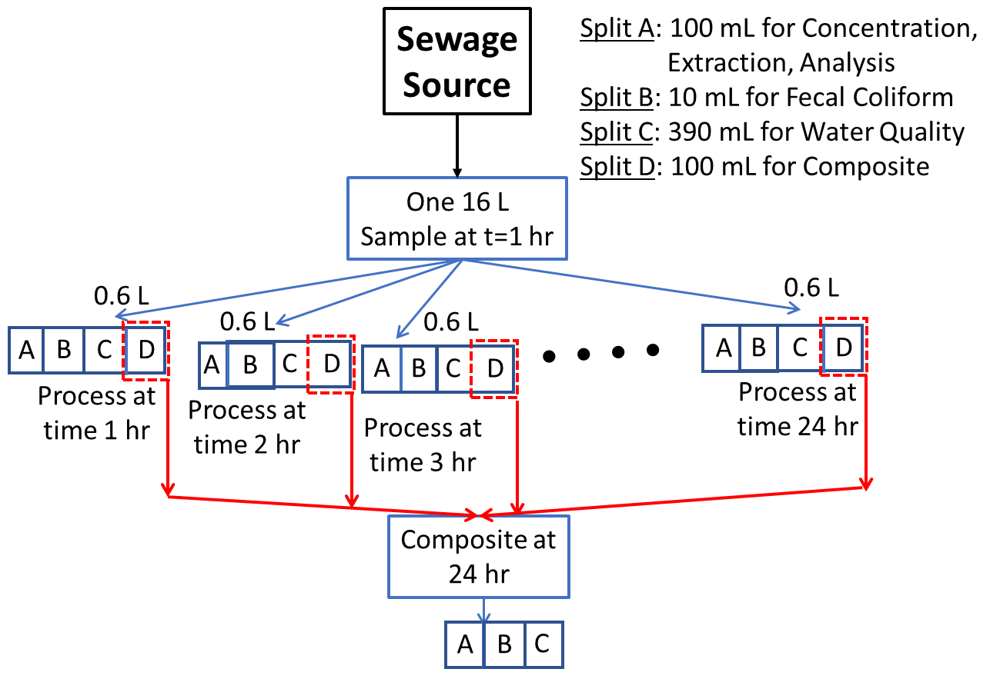 Sewage
Source
Split A: 100 mL for Concentration,
Extraction, Analysis
Split B: 10 mL for Fecal Coliform
Split C: 390 mL for Water Quality
Split D: 100 mL for Composite
One 16 L
Sample at t=1 hr
0.6 L
0.6 L
0.6 L
0.6 L
A B C D
A B C D
A B C D
A B C D
Process at
time 1 hr
Process at
time 2 hr
Process at
time 3 hr
Process at
time 24 hr
Composite at
24 hr
A B C